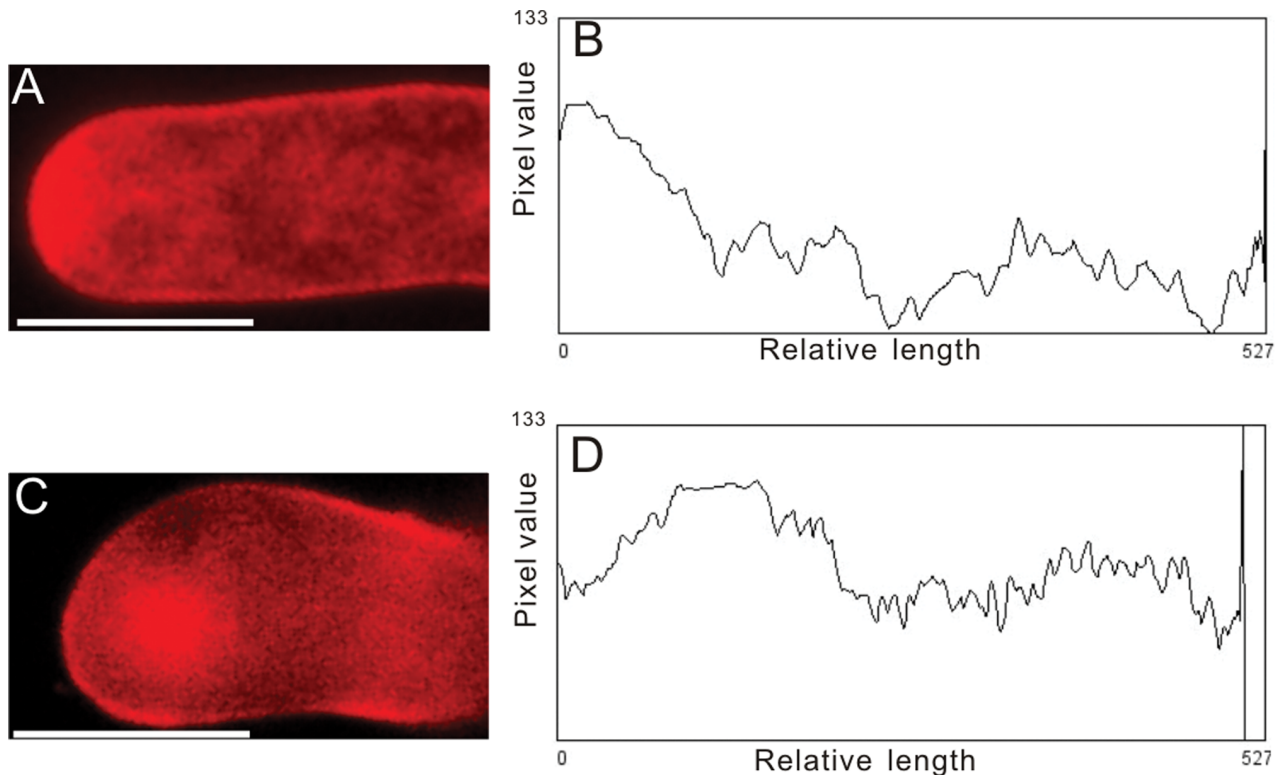 A
133
B
Pixel value
0
Relative length
527
C
133
D
Pixel value
0
Relative length
527